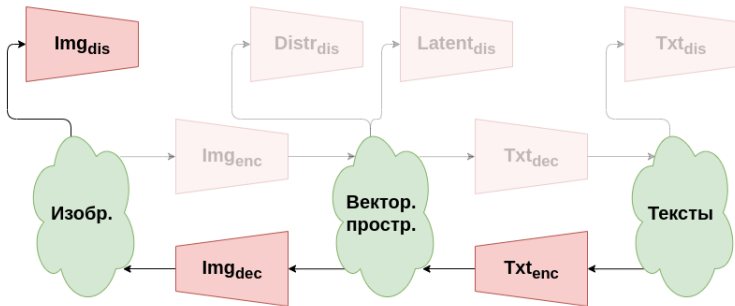 Img_dis
Distr_dis
Latent_dis
Txt_dis
Img_enc
Txt_dec
Изобр.
Вектор.
простр.
Тексты
Img_dec
Txt_enc